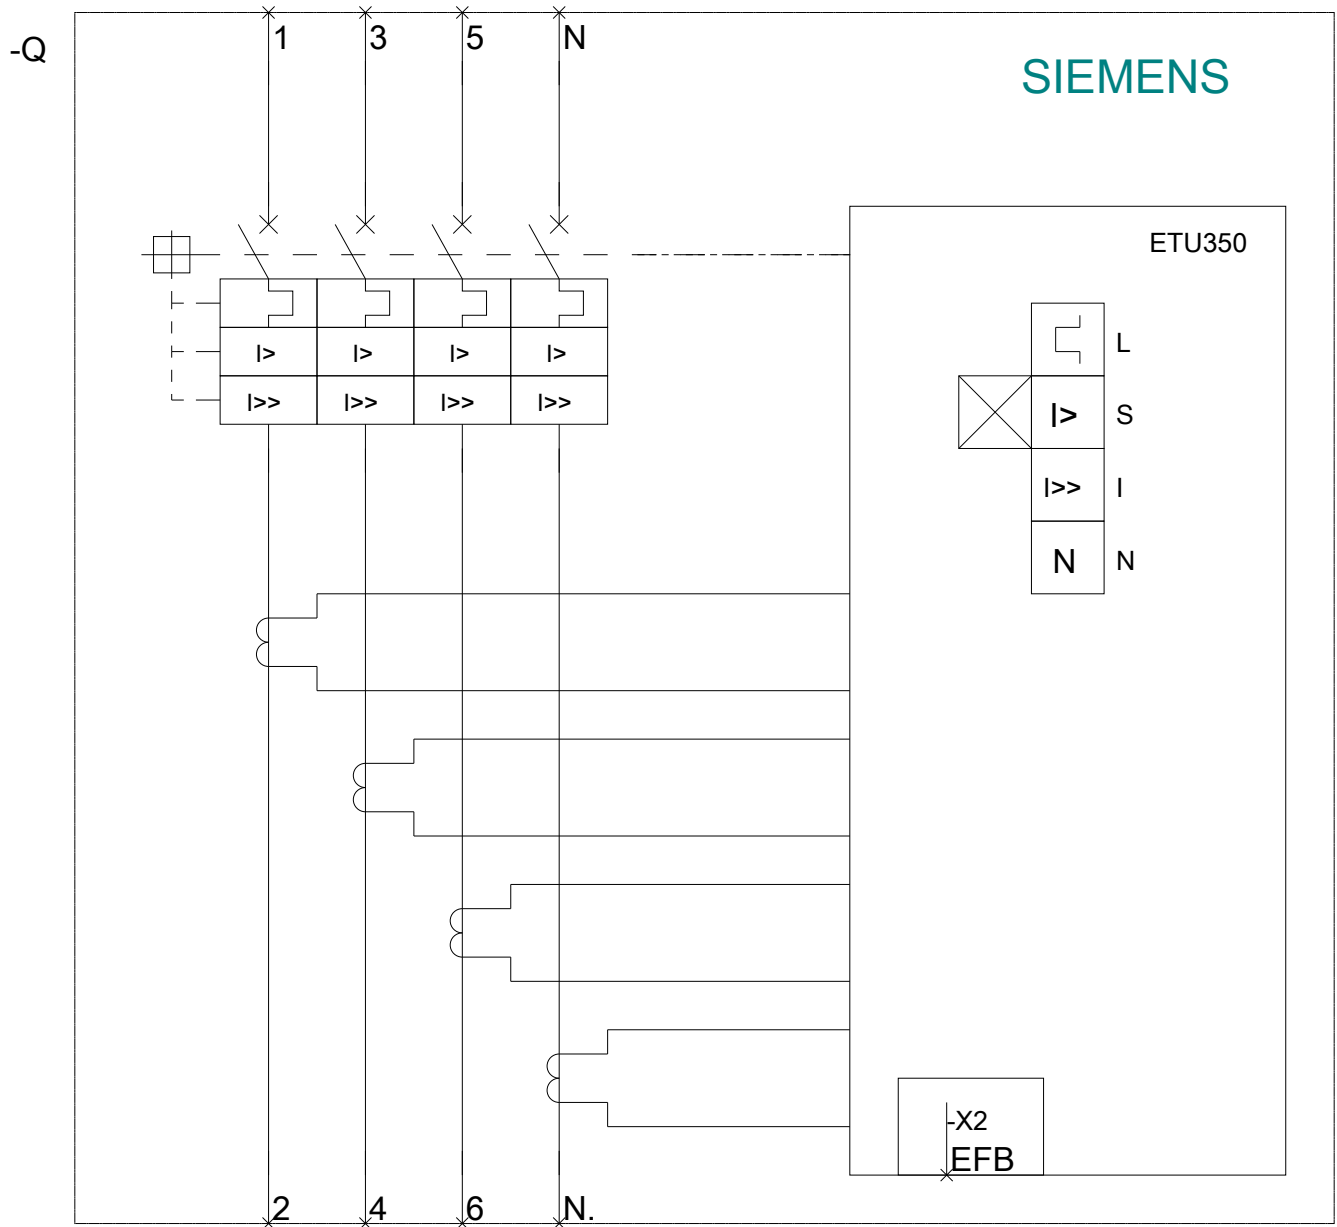 1 3 5 N
-Q
SIEMENS
ETU350
L
I> I> I> I>
I>> I>> I>> I>>
I> S
I>> I
N N
-X2
EFB
2 4 6 N.